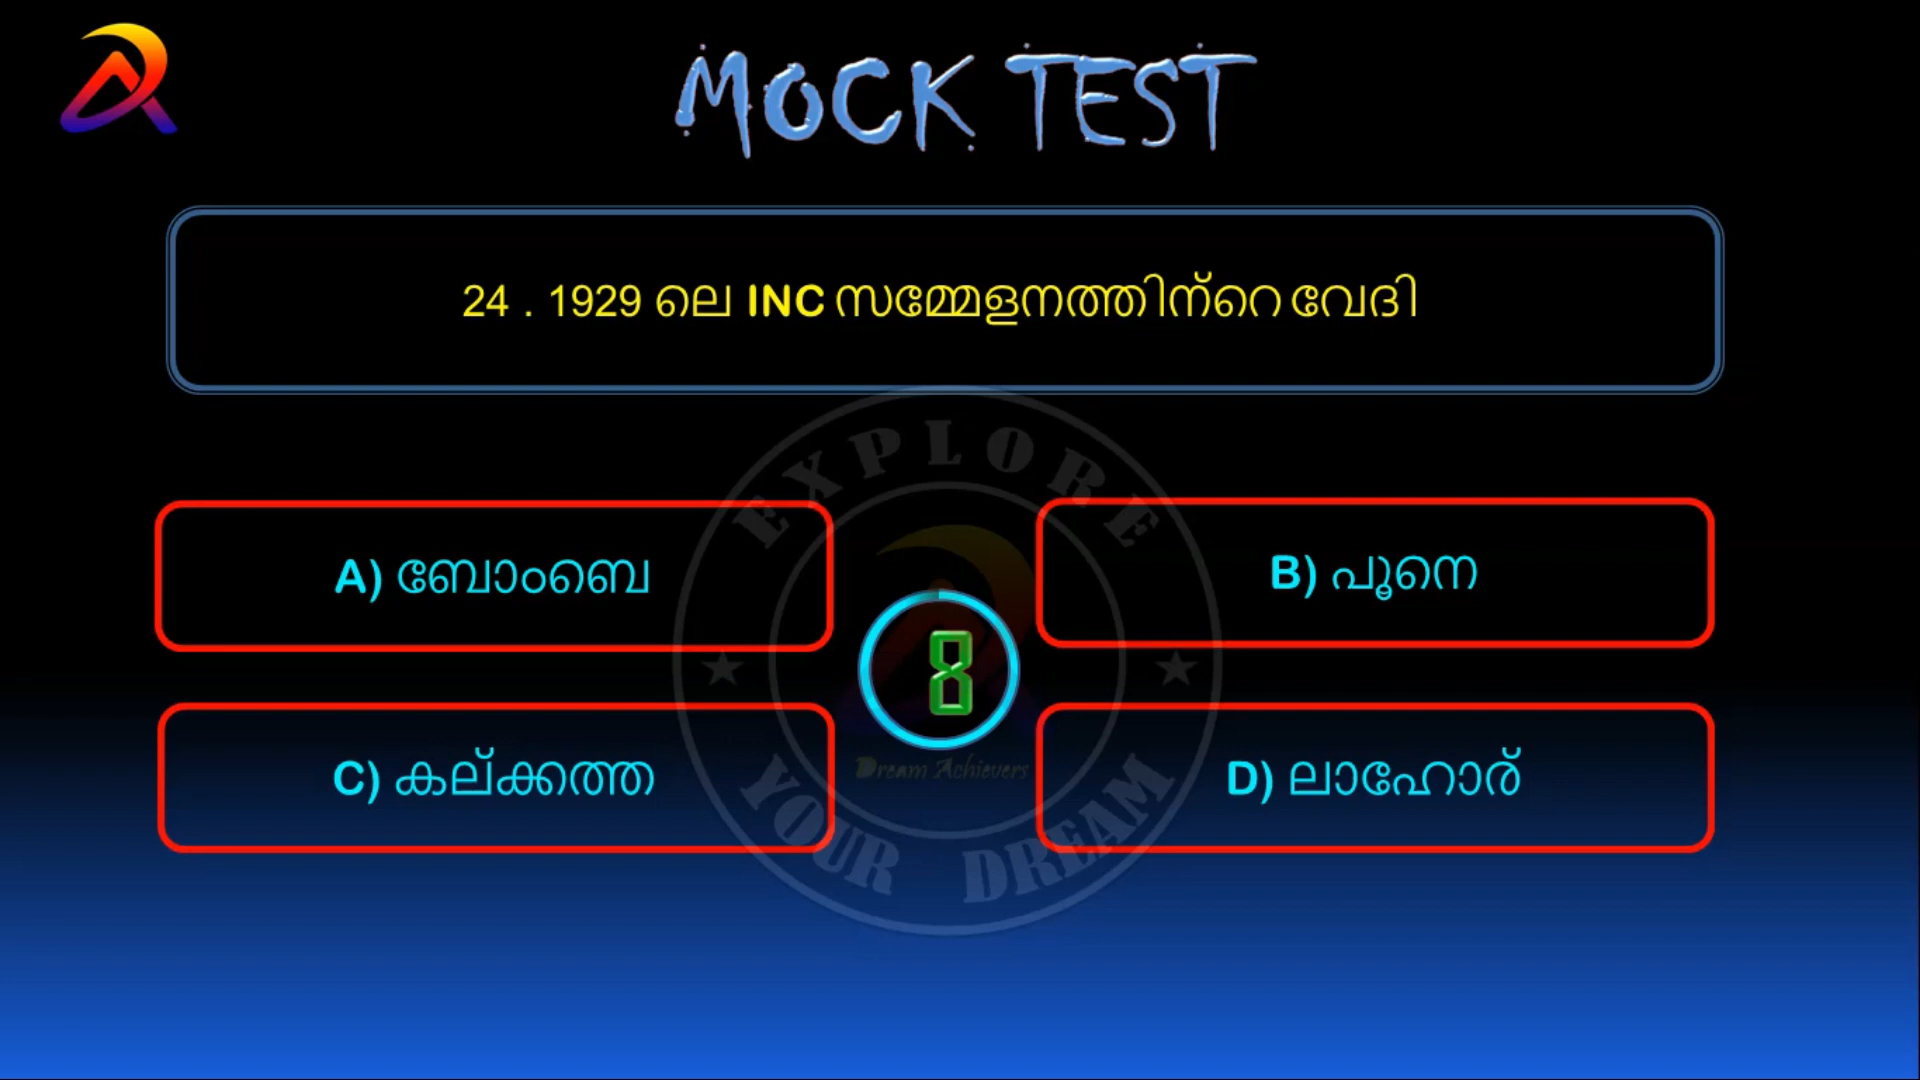 MOCK TEST
24 . 1929 ലെ INC സമ്മേളനത്തിന്റെ വേദി
A) ബോംബെ
B) പൂനെ
8
C) കല്ക്കത്ത
D) ലാഹോര്
EXPLORE
Dream Achievers
YOUR DREAM